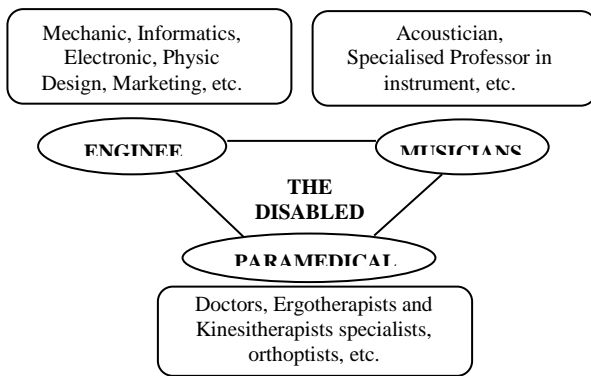 Mechanic, Informatics,
Electronic, Physic
Design, Marketing, etc.
Acoustician,
Specialised Professor in
instrument, etc.
ENGINEE
MUSICIANS
THE
DISABLED
PARAMEDICAL
Doctors, Ergotherapists and
Kinesitherapists specialists,
orthoptists, etc.